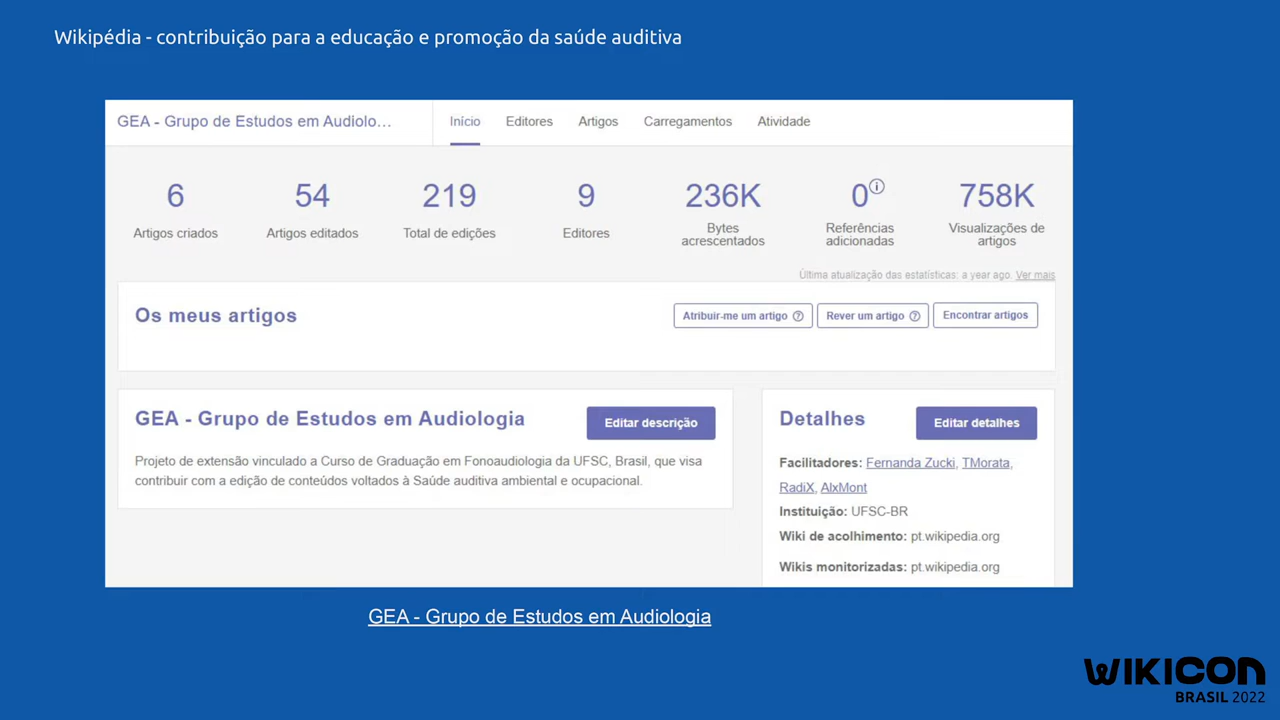 Wikipédia - contribuição para a educação e promoção da saúde auditiva
GEA - Grupo de Estudos em Audiolo...
Início
Editores
Artigos
Carregamentos
Atividade
6
Artigos criados
54
Artigos editados
219
Total de edições
9
Editores
236K
Bytes
acrescentados
0
Referências
adicionadas
758K
Visualizações de
artigos
Última atualização das estatísticas: a year ago. Ver mais
Os meus artigos
Atribuir-me um artigo
Rever um artigo
Encontrar artigos
GEA - Grupo de Estudos em Audiologia
Editar descrição
Projeto de extensão vinculado a Curso de Graduação em Fonoaudiologia da UFSC, Brasil, que visa
contribuir com a edição de conteúdos voltados à Saúde auditiva ambiental e ocupacional.
Detalhes
Editar detalhes
Facilitadores: Fernanda Zucki, TMorata,
RadiX, AlxMont
Instituição: UFSC-BR
Wiki de acolhimento: pt.wikipedia.org
Wikis monitorizadas: pt.wikipedia.org
GEA - Grupo de Estudos em Audiologia
WIKICON
BRASIL 2022